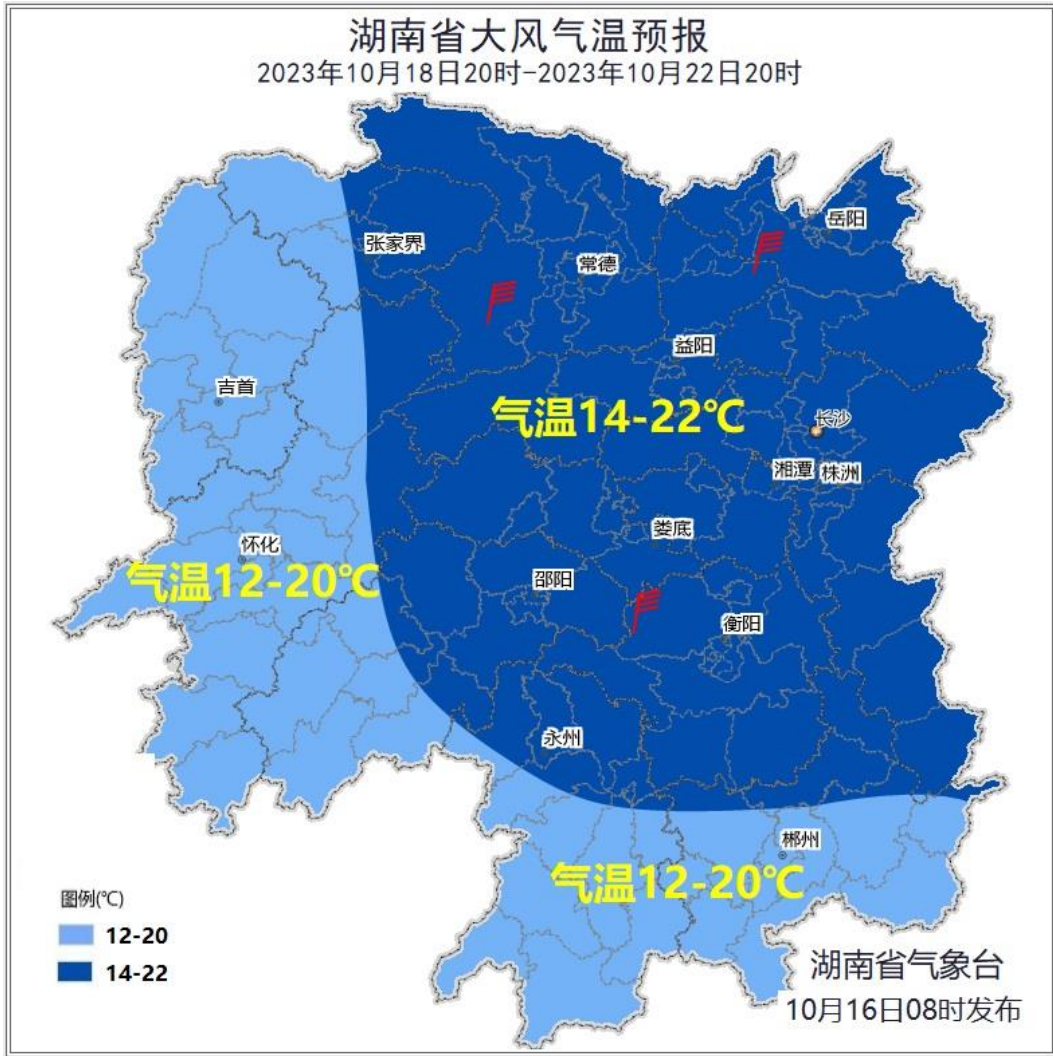 湖南省大风气温预报
2023年10月18日20时-2023年10月22日20时
岳阳
张家界
常德
益阳
吉首
气温14-22℃
长沙
湘潭
株洲
娄底
怀化
气温12-20℃
邵阳
衡阳
永州
郴州
气温12-20℃
图例(℃)
12-20
14-22
湖南省气象台
10月16日08时发布